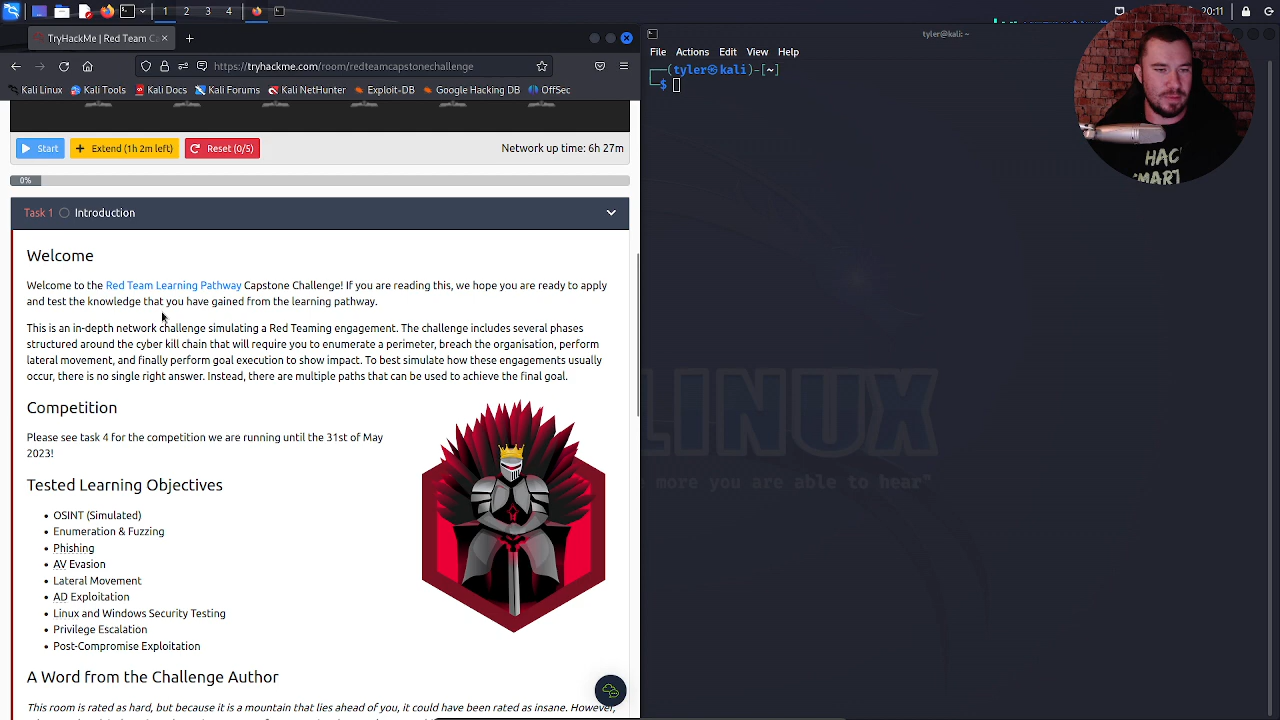 1 2 3 4 20:11
TryHackMe | Red Team Ca
https://tryhackme.com/room/redteamcapstonechallenge
Kali Linux Kali Tools Kali Docs Kali Forums Kali NetHunter Exploit-DB Google Hacking DB OffSec
Start Extend (1h 2m left) Reset (0/5) Network up time: 6h 27m
0%
Task 1 Introduction
Welcome
Welcome to the Red Team Learning Pathway Capstone Challenge! If you are reading this, we hope you are ready to apply
and test the knowledge that you have gained from the learning pathway.
This is an in-depth network challenge simulating a Red Teaming engagement. The challenge includes several phases
structured around the cyber kill chain that will require you to enumerate a perimeter, breach the organisation, perform
lateral movement, and finally perform goal execution to show impact. To best simulate how these engagements usually
occur, there is no single right answer. Instead, there are multiple paths that can be used to achieve the final goal.
Competition
Please see task 4 for the competition we are running until the 31st of May
2023!
Tested Learning Objectives
• OSINT (Simulated)
• Enumeration & Fuzzing
• Phishing
• AV Evasion
• Lateral Movement
• AD Exploitation
• Linux and Windows Security Testing
• Privilege Escalation
• Post-Compromise Exploitation
A Word from the Challenge Author
This room is rated as hard, but because it is a mountain that lies ahead of you, it could have been rated as insane. However,
tyler@kali: ~
File Actions Edit View Help
(tyler㉿kali)-[~]
$
LINUX
more you are able to hear"
HAC
SMART